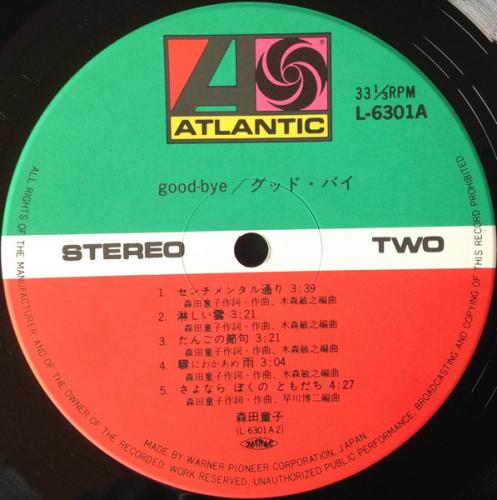 ATLANTIC
33 1/3 RPM
L-6301A
good-bye／グッド・バイ
STEREO
TWO
1. センチメンタル通り 3:39
森田童子作詞・作曲、木森敏之編曲
2. 淋しい雲 3:21
森田童子作詞・作曲、木森敏之編曲
3. たんごの節句 3:21
森田童子作詞・作曲、木森敏之編曲
4. 驟にわかあめ雨 3:04
森田童子作詞・作曲、木森敏之編曲
5. さよなら ぼくの ともだち 4:27
森田童子作詞・作曲、早川博二編曲
森田童子
(L-6301A2)
JASRAC
MADE BY WARNER-PIONEER CORPORATION, JAPAN.
ALL RIGHTS OF THE MANUFACTURER AND OF THE OWNER OF THE RECORDED WORK RESERVED. UNAUTHORIZED PUBLIC PERFORMANCE, BROADCASTING AND COPYING OF THIS RECORD PROHIBITED.